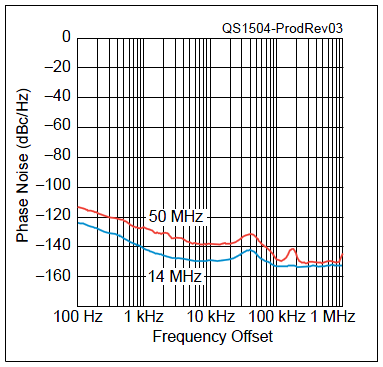 QS1504-ProdRev03
0
–20
–40
–60
–80
–100
–120
–140
–160
Phase Noise (dBc/Hz)
50 MHz
14 MHz
100 Hz 1 kHz 10 kHz 100 kHz 1 MHz
Frequency Offset